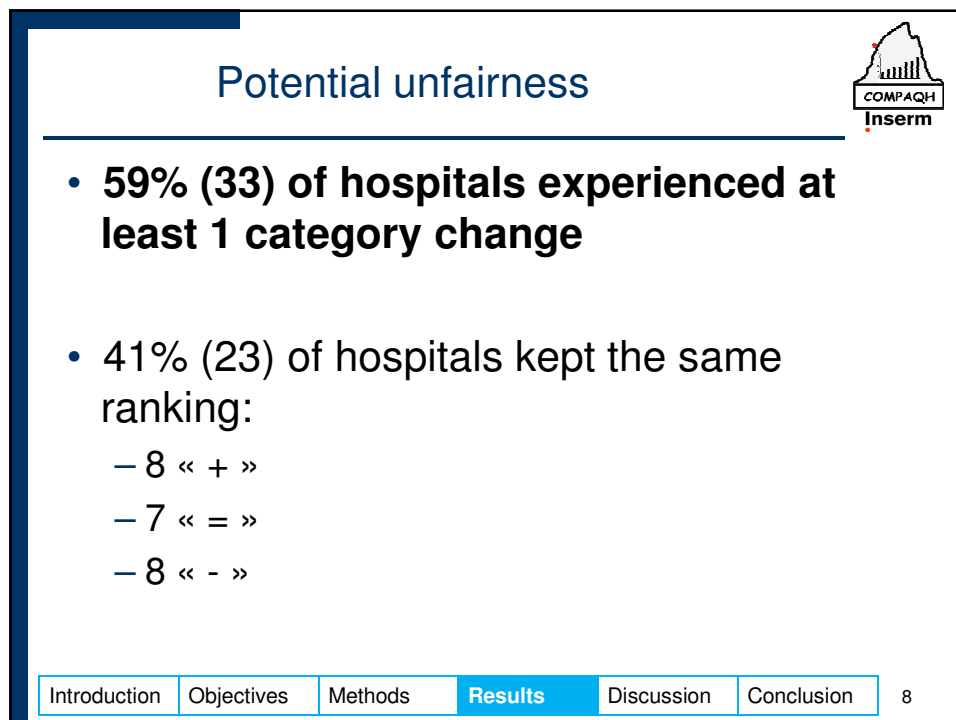 Potential unfairness
COMPAQH
Inserm
• 59% (33) of hospitals experienced at
least 1 category change
• 41% (23) of hospitals kept the same
ranking:
– 8 « + »
– 7 « = »
– 8 « - »
Introduction Objectives Methods Results Discussion Conclusion 8